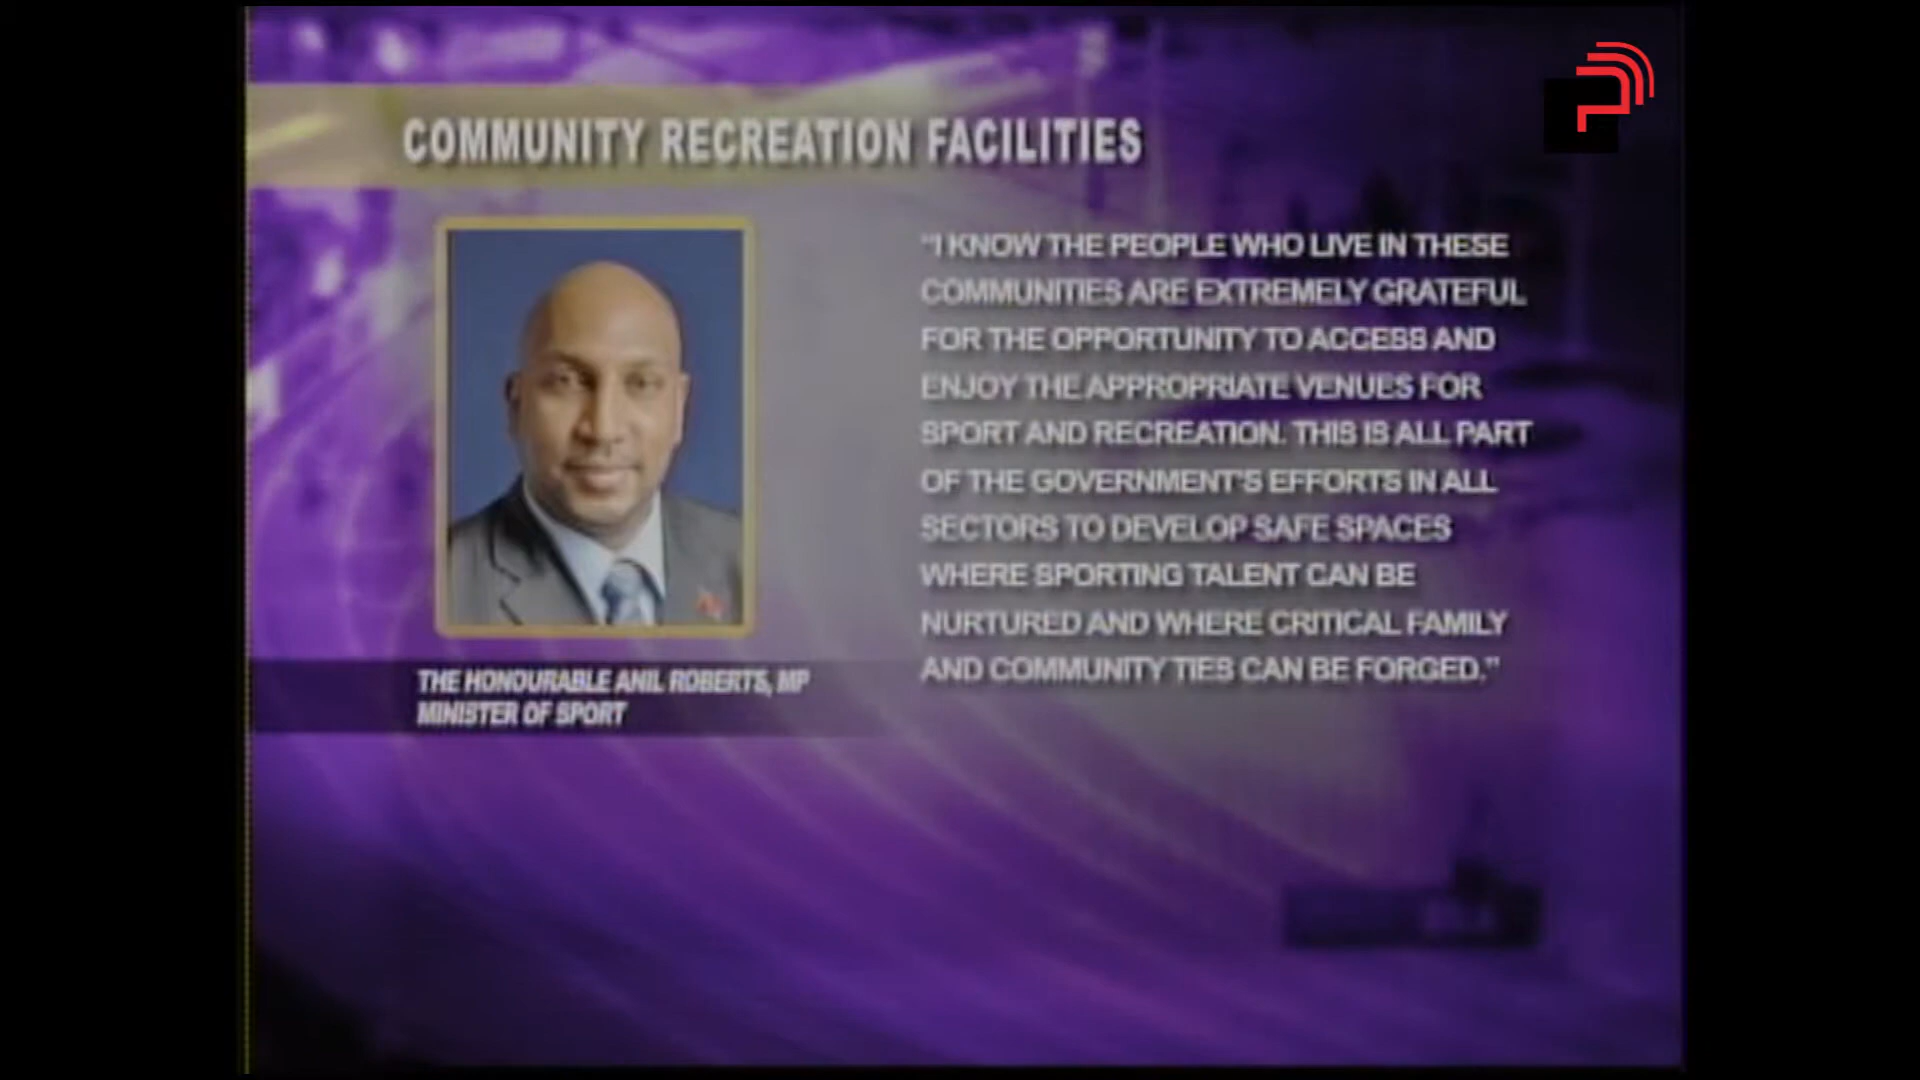 COMMUNITY RECREATION FACILITIES
"I KNOW THE PEOPLE WHO LIVE IN THESE
COMMUNITIES ARE EXTREMELY GRATEFUL
FOR THE OPPORTUNITY TO ACCESS AND
ENJOY THE APPROPRIATE VENUES FOR
SPORT AND RECREATION. THIS IS ALL PART
OF THE GOVERNMENT'S EFFORTS IN ALL
SECTORS TO DEVELOP SAFE SPACES
WHERE SPORTING TALENT CAN BE
NURTURED AND WHERE CRITICAL FAMILY
AND COMMUNITY TIES CAN BE FORGED."
THE HONOURABLE ANIL ROBERTS, MP
MINISTER OF SPORT